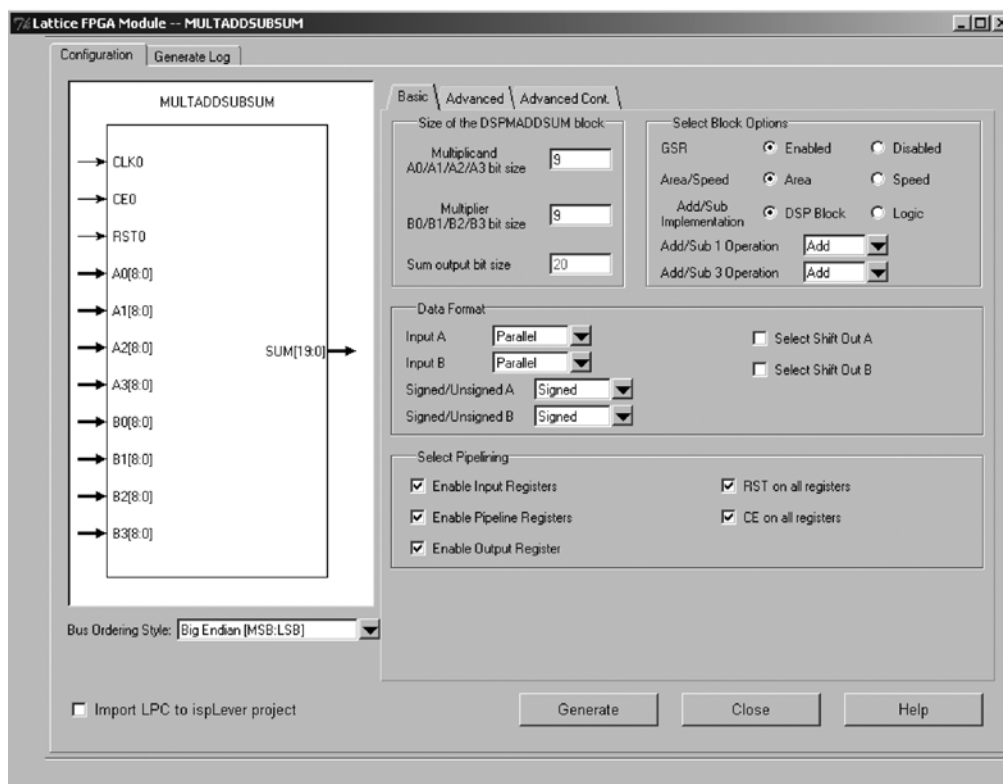 Lattice FPGA Module -- MULTADDSUBSUM
Configuration
Generate Log
MULTADDSUBSUM
CLK0
CE0
RST0
A0[8:0]
A1[8:0]
A2[8:0]
SUM[19:0]
A3[8:0]
B0[8:0]
B1[8:0]
B2[8:0]
B3[8:0]
Bus Ordering Style: Big Endian [MSB:LSB]
Basic
Advanced
Advanced Cont.
Size of the DSPMADDSUM block
Multiplicand
A0/A1/A2/A3 bit size
9
Multiplier
B0/B1/B2/B3 bit size
9
Sum output bit size
20
Select Block Options
GSR Enabled Disabled
Area/Speed Area Speed
Add/Sub
Implementation
DSP Block Logic
Add/Sub 1 Operation Add
Add/Sub 3 Operation Add
Data Format
Input A Parallel
Input B Parallel
Signed/Unsigned A Signed
Signed/Unsigned B Signed
Select Shift Out A
Select Shift Out B
Select Pipelining
Enable Input Registers
Enable Pipeline Registers
Enable Output Register
RST on all registers
CE on all registers
Import LPC to ispLever project
Generate
Close
Help